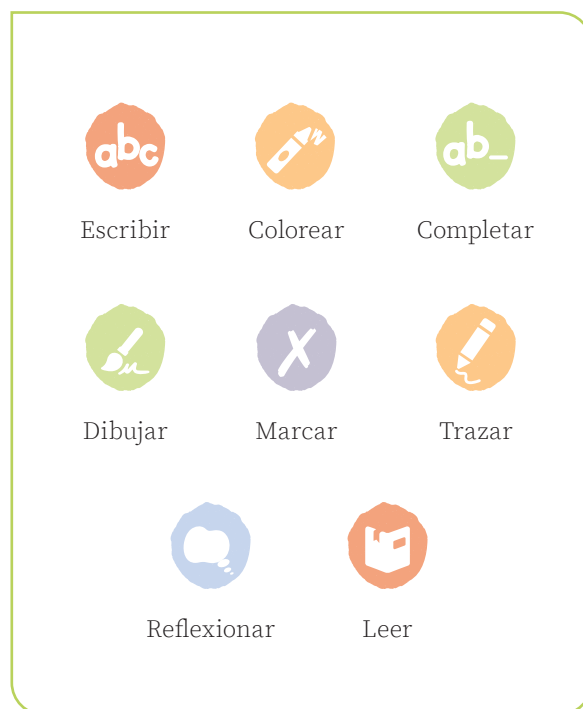 abc
ab_
Escribir Colorear Completar
Dibujar Marcar Trazar
Reflexionar Leer